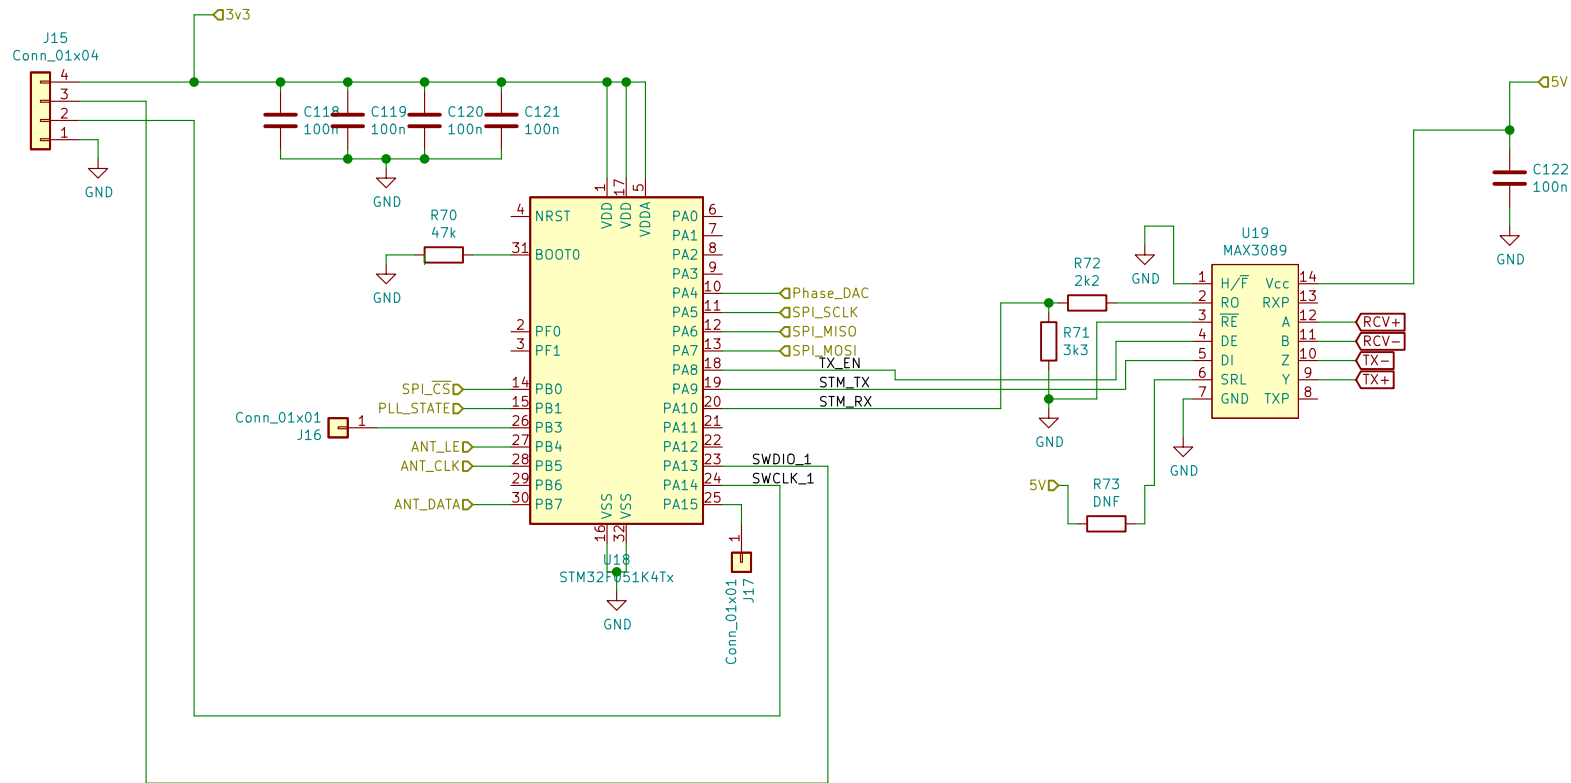 3v3
J15
Conn_01x04
4
3
2
1
GND
C118
100n
C119
100n
C120
100n
C121
100n
GND
5V
C122
100n
GND
R70
47k
GND
1
17
5
VDD
VDD
VDDA
4 NRST
31 BOOT0
2 PF0
3 PF1
SPI_CS 14 PB0
PLL_STATE 15 PB1
Conn_01x01
J16
1
26 PB3
ANT_LE 27 PB4
ANT_CLK 28 PB5
29 PB6
ANT_DATA 30 PB7
PA0 6
PA1 7
PA2 8
PA3 9
PA4 10 Phase_DAC
PA5 11 SPI_SCLK
PA6 12 SPI_MISO
PA7 13 SPI_MOSI
PA8 18 TX_EN
PA9 19 STM_TX
PA10 20 STM_RX
PA11 21
PA12 22
PA13 23 SWDIO_1
PA14 24 SWCLK_1
PA15 25
VSS
VSS
16
32
U18
STM32F051K4Tx
GND
1
Conn_01x01
J17
R72
2k2
R71
3k3
GND
GND
U19
MAX3089
1 H/F Vcc 14
2 RO RXP 13
3 RE A 12 RCV+
4 DE B 11 RCV-
5 DI Z 10 TX-
6 SRL Y 9 TX+
7 GND TXP 8
GND
5V
R73
DNF